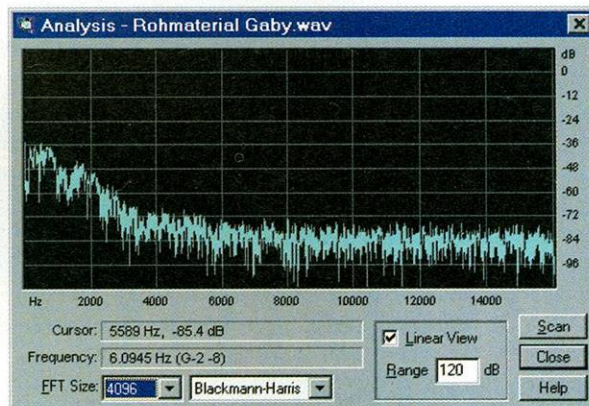 Analysis - Rohmaterial Gaby.wav
dB
0
-12
-24
-36
-48
-60
-72
-84
-96
Hz 2000 4000 6000 8000 10000 12000 14000
Cursor: 5589 Hz, -85.4 dB
Frequency: 6.0945 Hz (G-2 -8)
FFT Size: 4096 Blackmann-Harris
Linear View
Range 120 dB
Scan
Close
Help